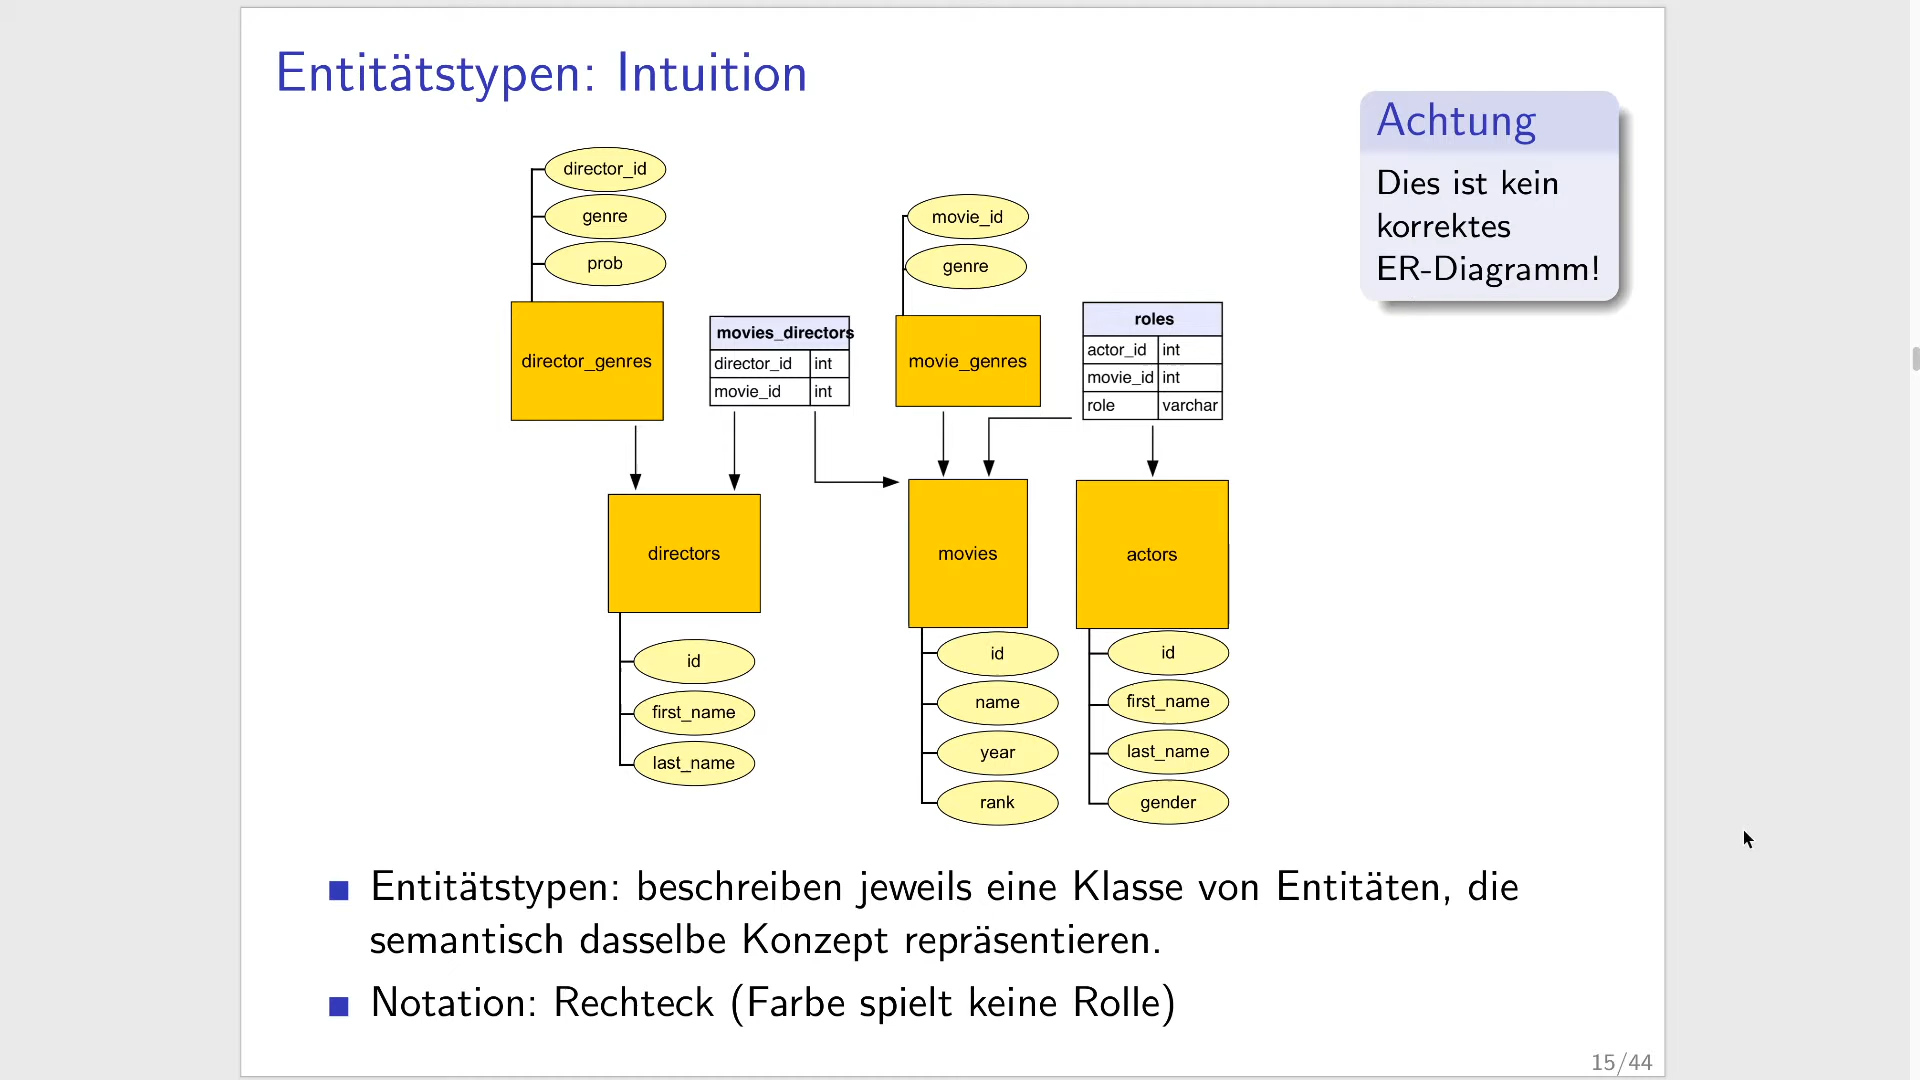 Entitätstypen: Intuition
Achtung
Dies ist kein
korrektes
ER-Diagramm!
director_id
genre
prob
director_genres
movies_directors
director_id int
movie_id int
movie_id
genre
movie_genres
roles
actor_id int
movie_id int
role varchar
directors
id
first_name
last_name
movies
id
name
year
rank
actors
id
first_name
last_name
gender
Entitätstypen: beschreiben jeweils eine Klasse von Entitäten, die
semantisch dasselbe Konzept repräsentieren.
Notation: Rechteck (Farbe spielt keine Rolle)
15/44